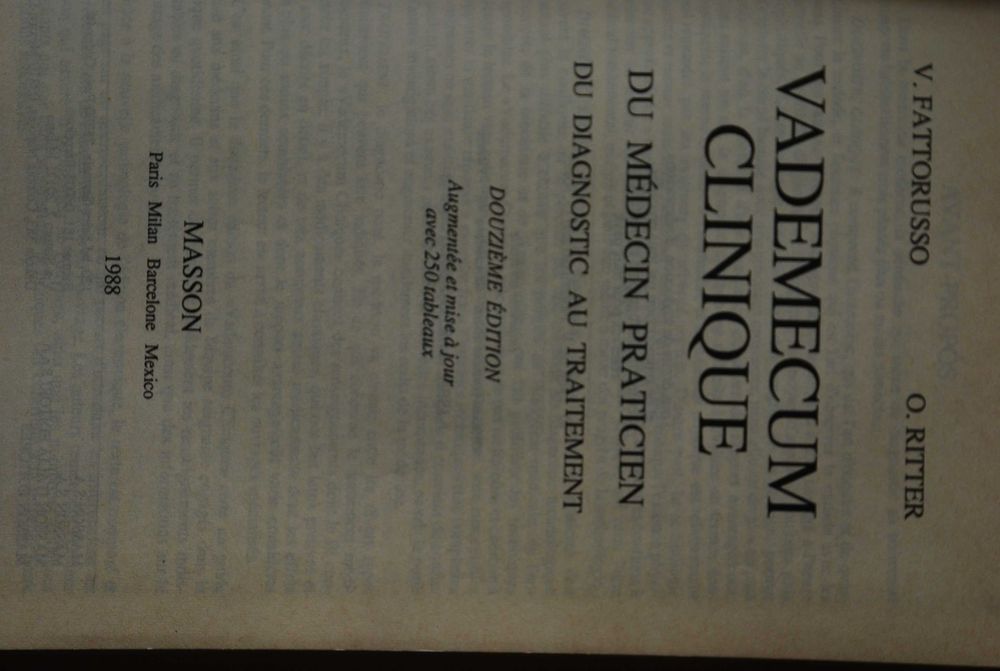 V. FATTORUSSO O. RITTER
VADEMECUM
CLINIQUE
DU MÉDECIN PRATICIEN
DU DIAGNOSTIC AU TRAITEMENT
DOUZIÈME ÉDITION
Augmentée et mise à jour
avec 250 tableaux
MASSON
Paris Milan Barcelone Mexico
1988